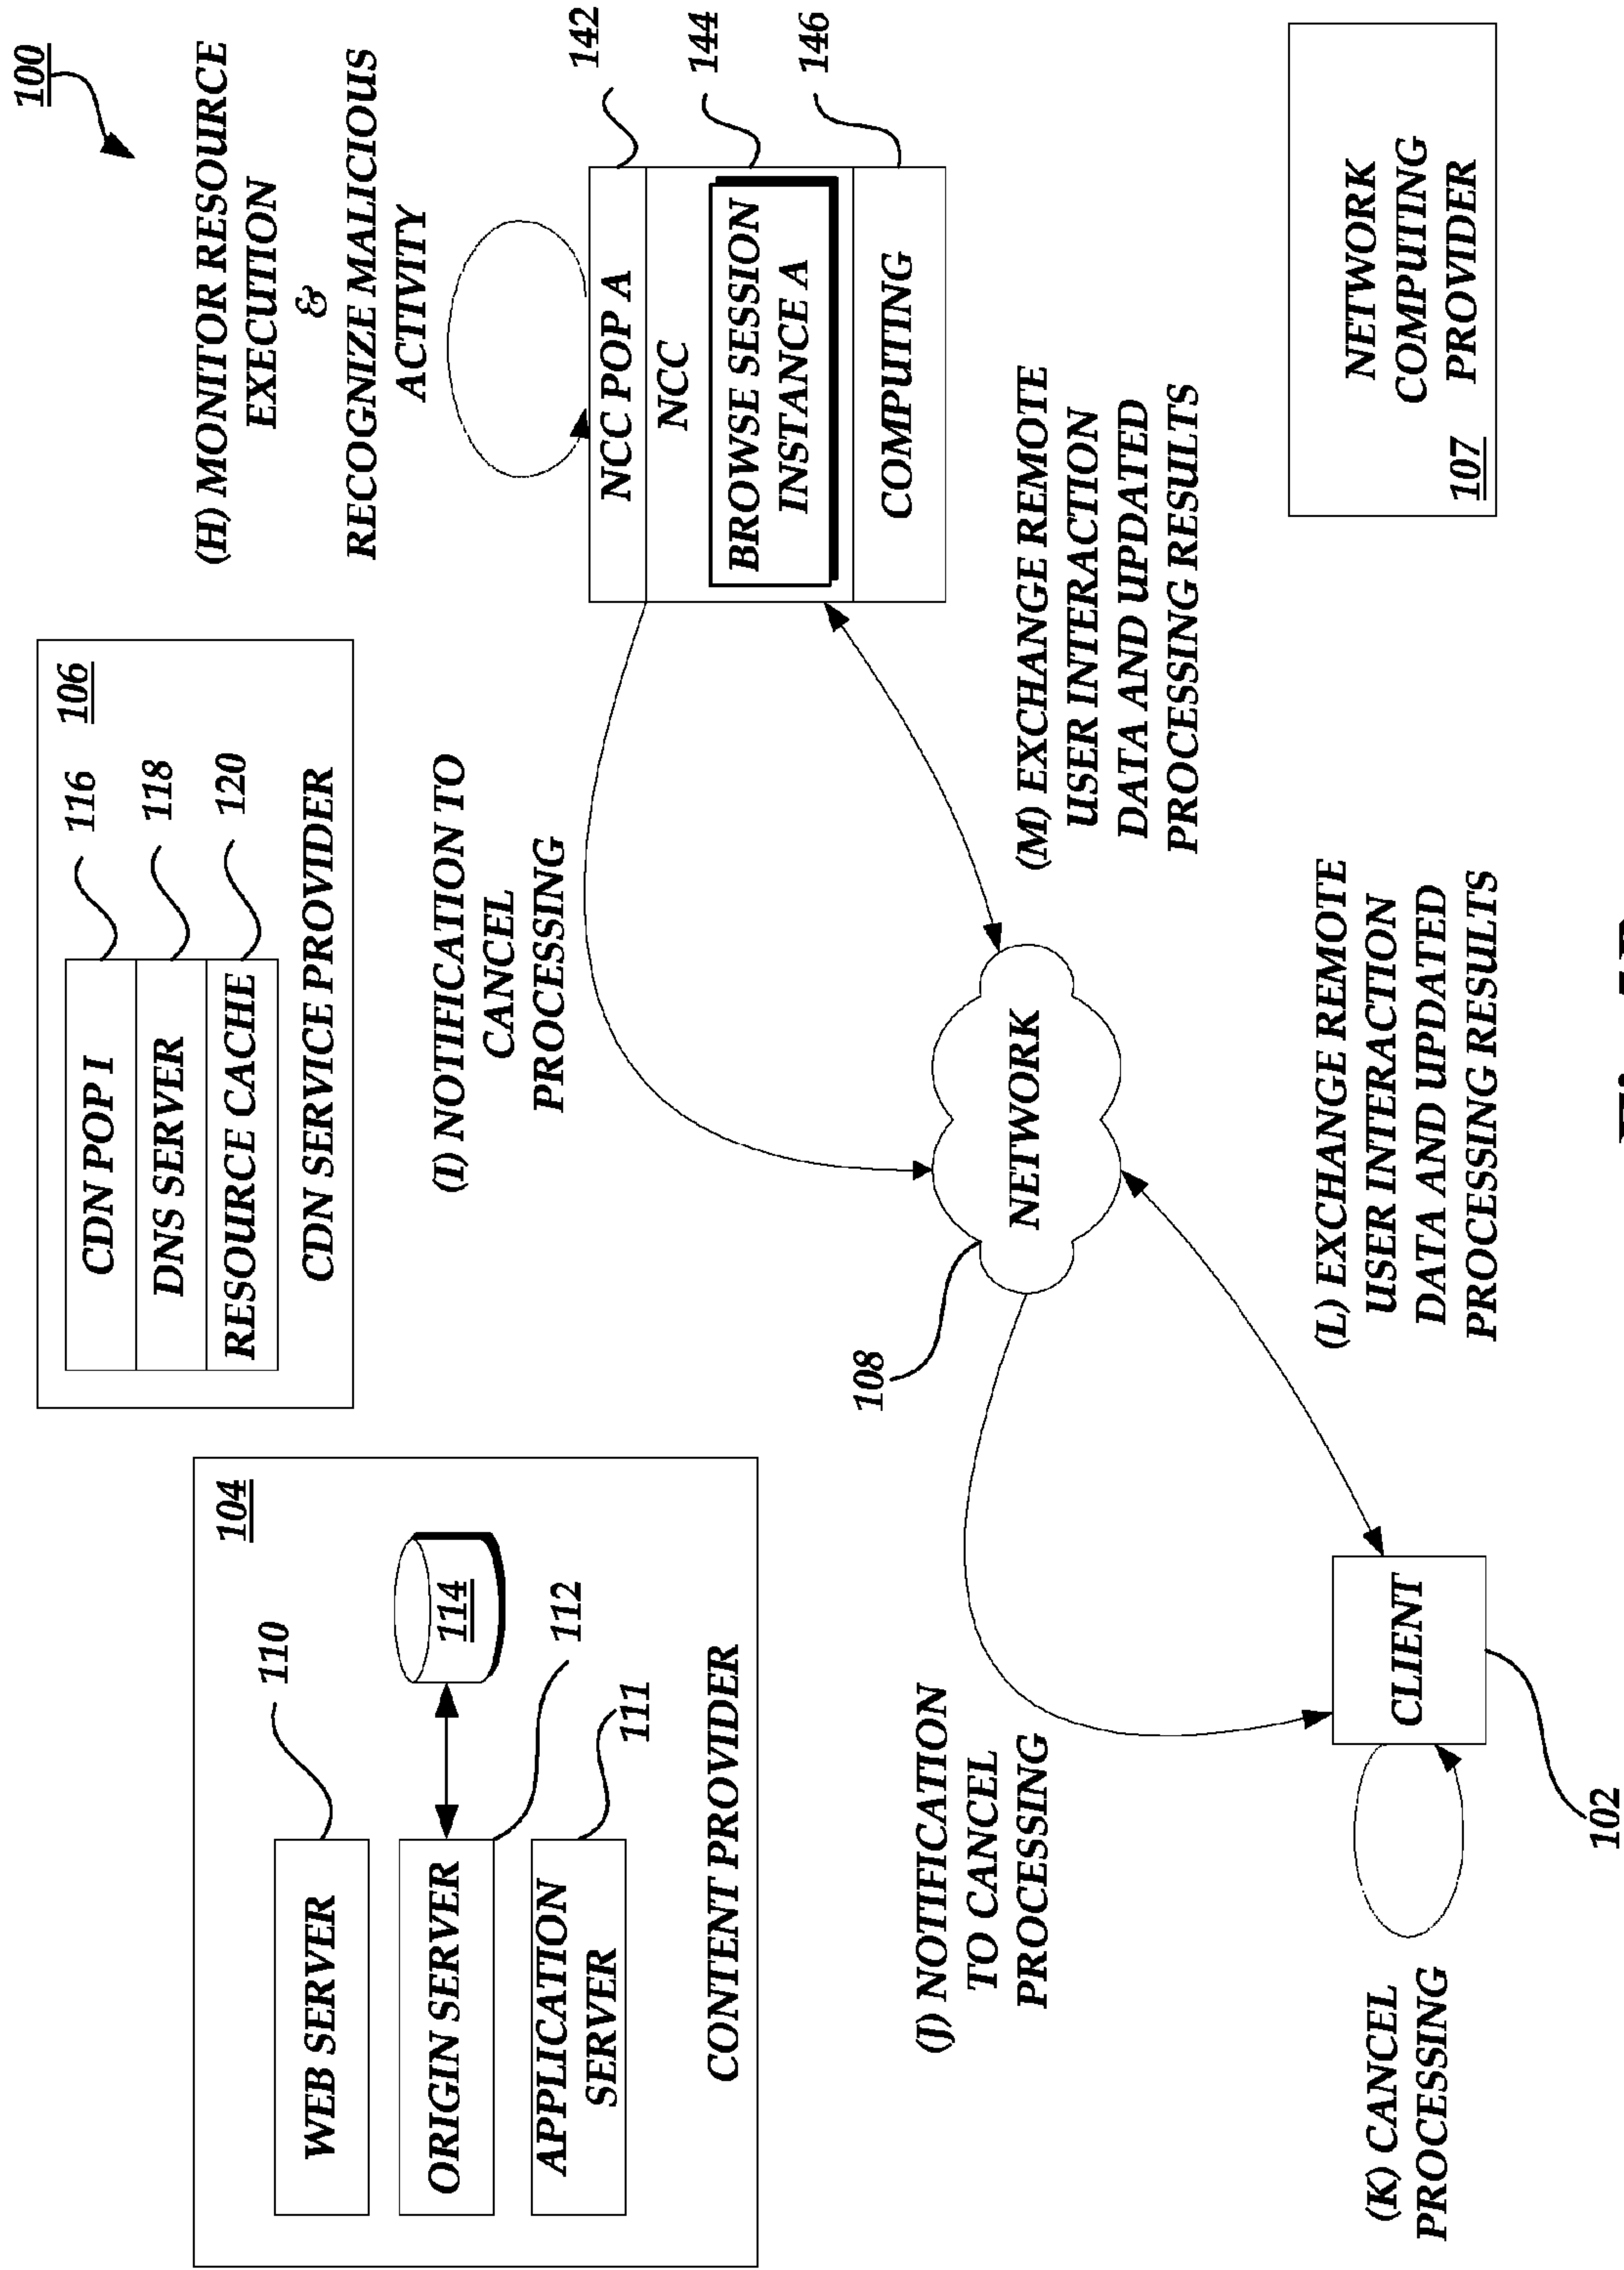 100
104
WEB SERVER
110
ORIGIN SERVER
114
112
APPLICATION
SERVER
111
CONTENT PROVIDER
106
CDN POP 1
116
DNS SERVER
118
RESOURCE CACHE
120
CDN SERVICE PROVIDER
(H) MONITOR RESOURCE
EXECUTION
&
RECOGNIZE MALICIOUS
ACTIVITY
(I) NOTIFICATION TO
CANCEL
PROCESSING
NCC POP A
142
NCC
BROWSE SESSION
INSTANCE A
144
COMPUTING
146
108
NETWORK
(J) NOTIFICATION
TO CANCEL
PROCESSING
(M) EXCHANGE REMOTE
USER INTERACTION
DATA AND UPDATED
PROCESSING RESULTS
(K) CANCEL
PROCESSING
CLIENT
102
(L) EXCHANGE REMOTE
USER INTERACTION
DATA AND UPDATED
PROCESSING RESULTS
NETWORK
COMPUTING
PROVIDER
107